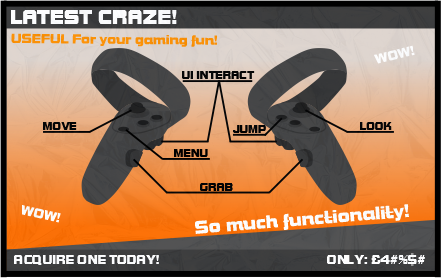 LATEST CRAZE!
USEFUL For your gaming fun!
WOW!
UI INTERACT
MOVE
JUMP
LOOK
MENU
GRAB
WOW!
So much functionality!
ACQUIRE ONE TODAY!
ONLY: £4#%$#